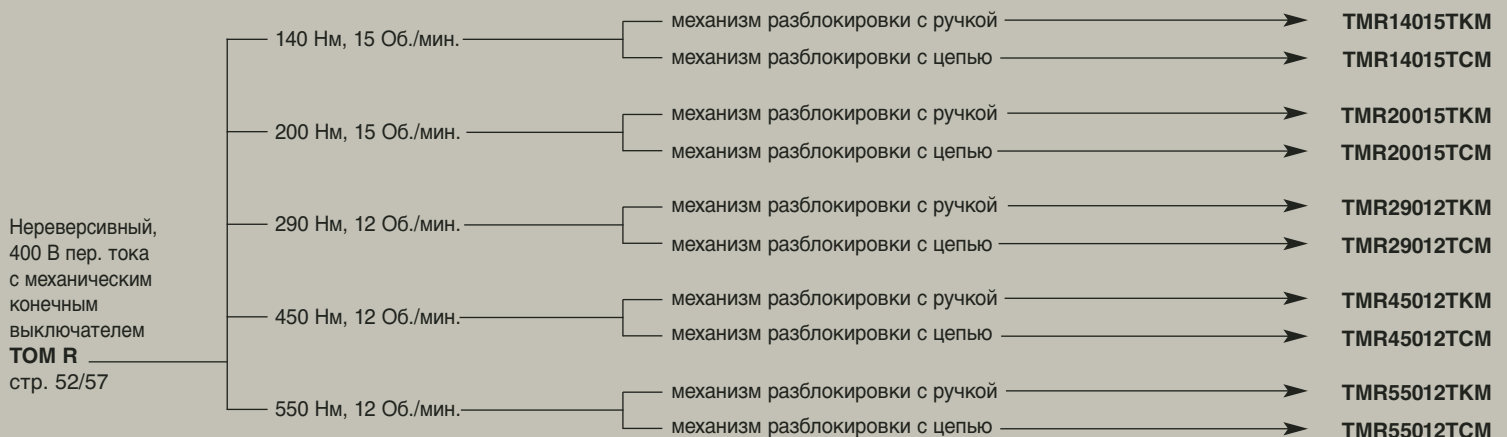 механизм разблокировки с ручкой TMR14015TKM
140 Нм, 15 Об./мин.
механизм разблокировки с цепью TMR14015TCM
механизм разблокировки с ручкой TMR20015TKM
200 Нм, 15 Об./мин.
механизм разблокировки с цепью TMR20015TCM
механизм разблокировки с ручкой TMR29012TKM
290 Нм, 12 Об./мин.
механизм разблокировки с цепью TMR29012TCM
Нереверсивный,
400 В пер. тока
с механическим
конечным
выключателем
TOM R
стр. 52/57
механизм разблокировки с ручкой TMR45012TKM
450 Нм, 12 Об./мин.
механизм разблокировки с цепью TMR45012TCM
механизм разблокировки с ручкой TMR55012TKM
550 Нм, 12 Об./мин.
механизм разблокировки с цепью TMR55012TCM